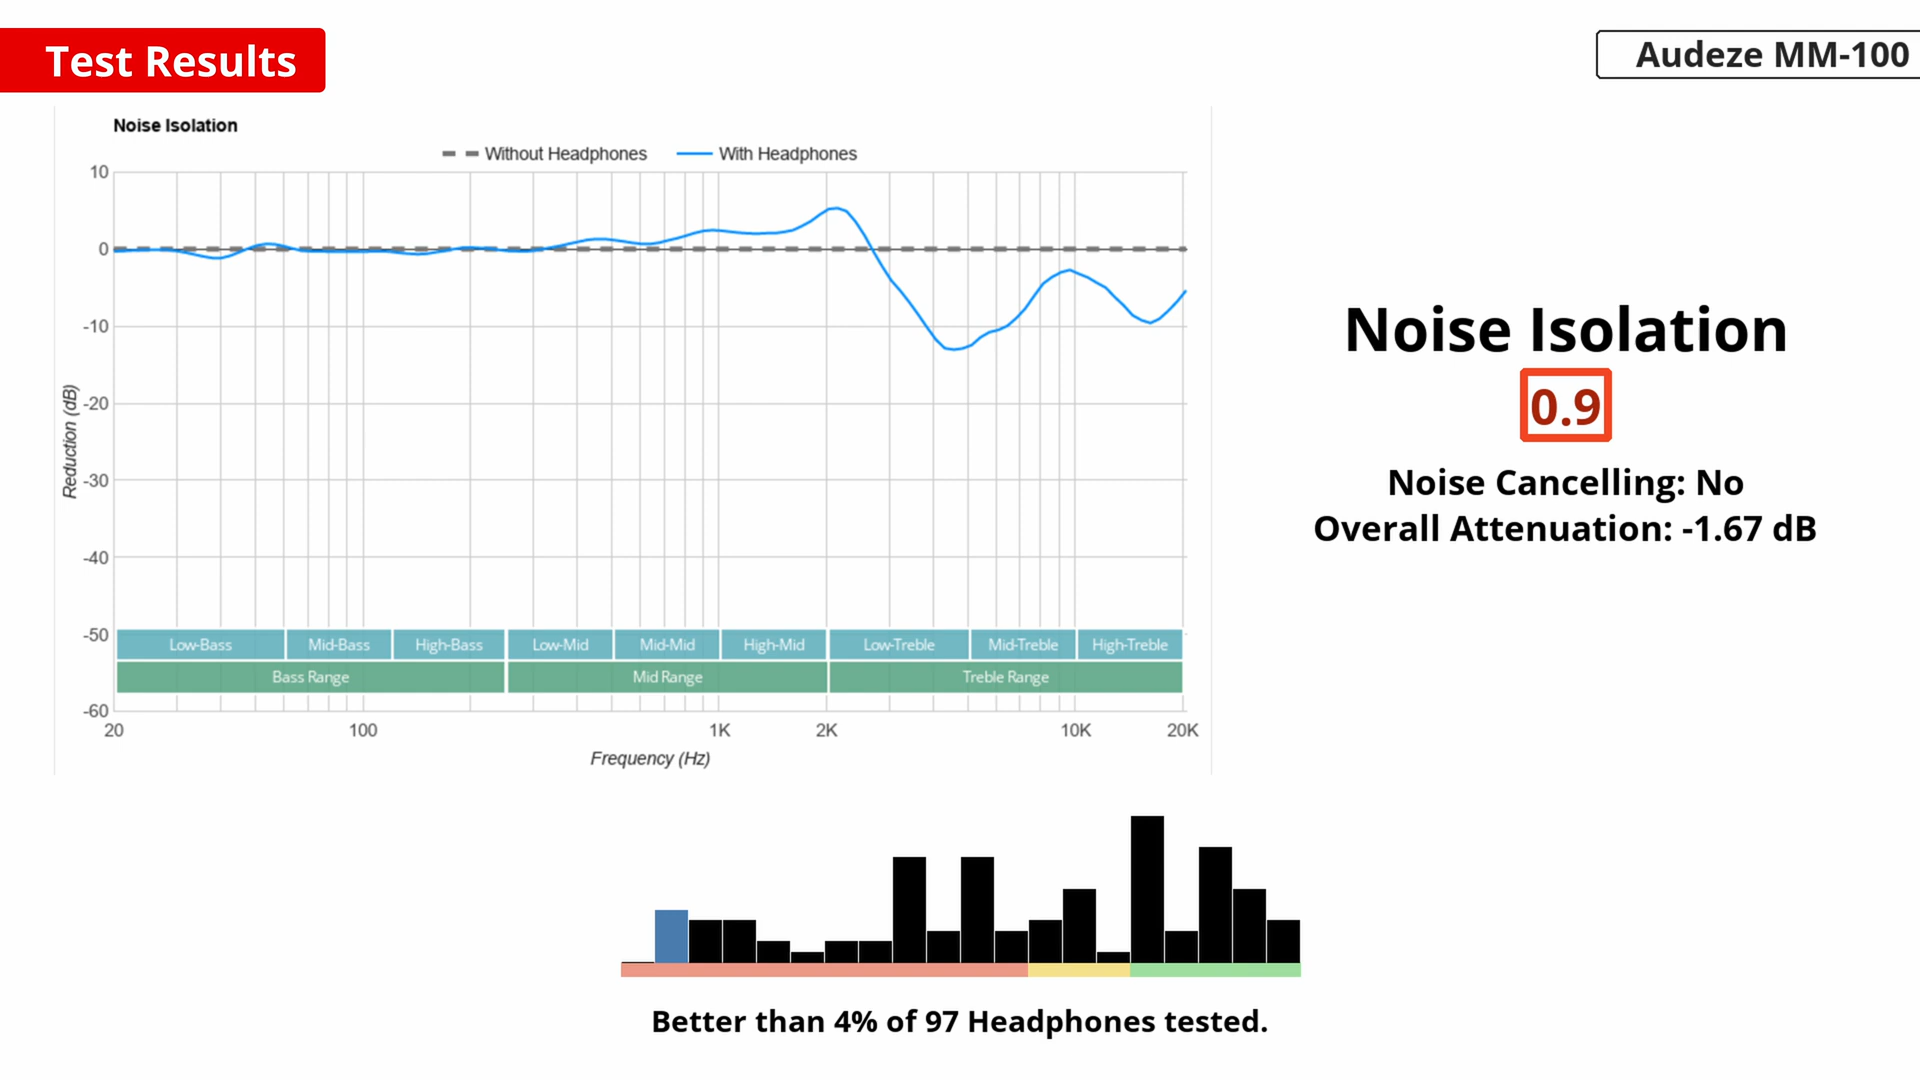 Test Results
Audeze MM-100
Noise Isolation
Without Headphones
With Headphones
10
0
-10
-20
-30
-40
-50
-60
Reduction (dB)
Low-Bass
Mid-Bass
High-Bass
Low-Mid
Mid-Mid
High-Mid
Low-Treble
Mid-Treble
High-Treble
Bass Range
Mid Range
Treble Range
20
100
1K
2K
10K
20K
Frequency (Hz)
Noise Isolation
0.9
Noise Cancelling: No
Overall Attenuation: -1.67 dB
Better than 4% of 97 Headphones tested.